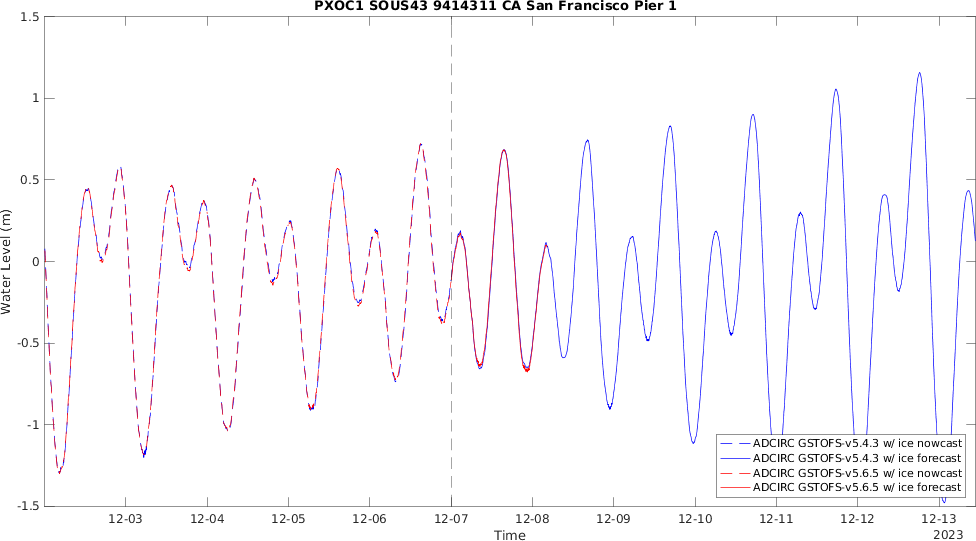 PXOC1 SOUS43 9414311 CA San Francisco Pier 1
1.5
1
0.5
0
-0.5
-1
-1.5
Water Level (m)
12-03 12-04 12-05 12-06 12-07 12-08 12-09 12-10 12-11 12-12 12-13
Time
2023
ADCIRC GSTOFS-v5.4.3 w/ ice nowcast
ADCIRC GSTOFS-v5.4.3 w/ ice forecast
ADCIRC GSTOFS-v5.6.5 w/ ice nowcast
ADCIRC GSTOFS-v5.6.5 w/ ice forecast